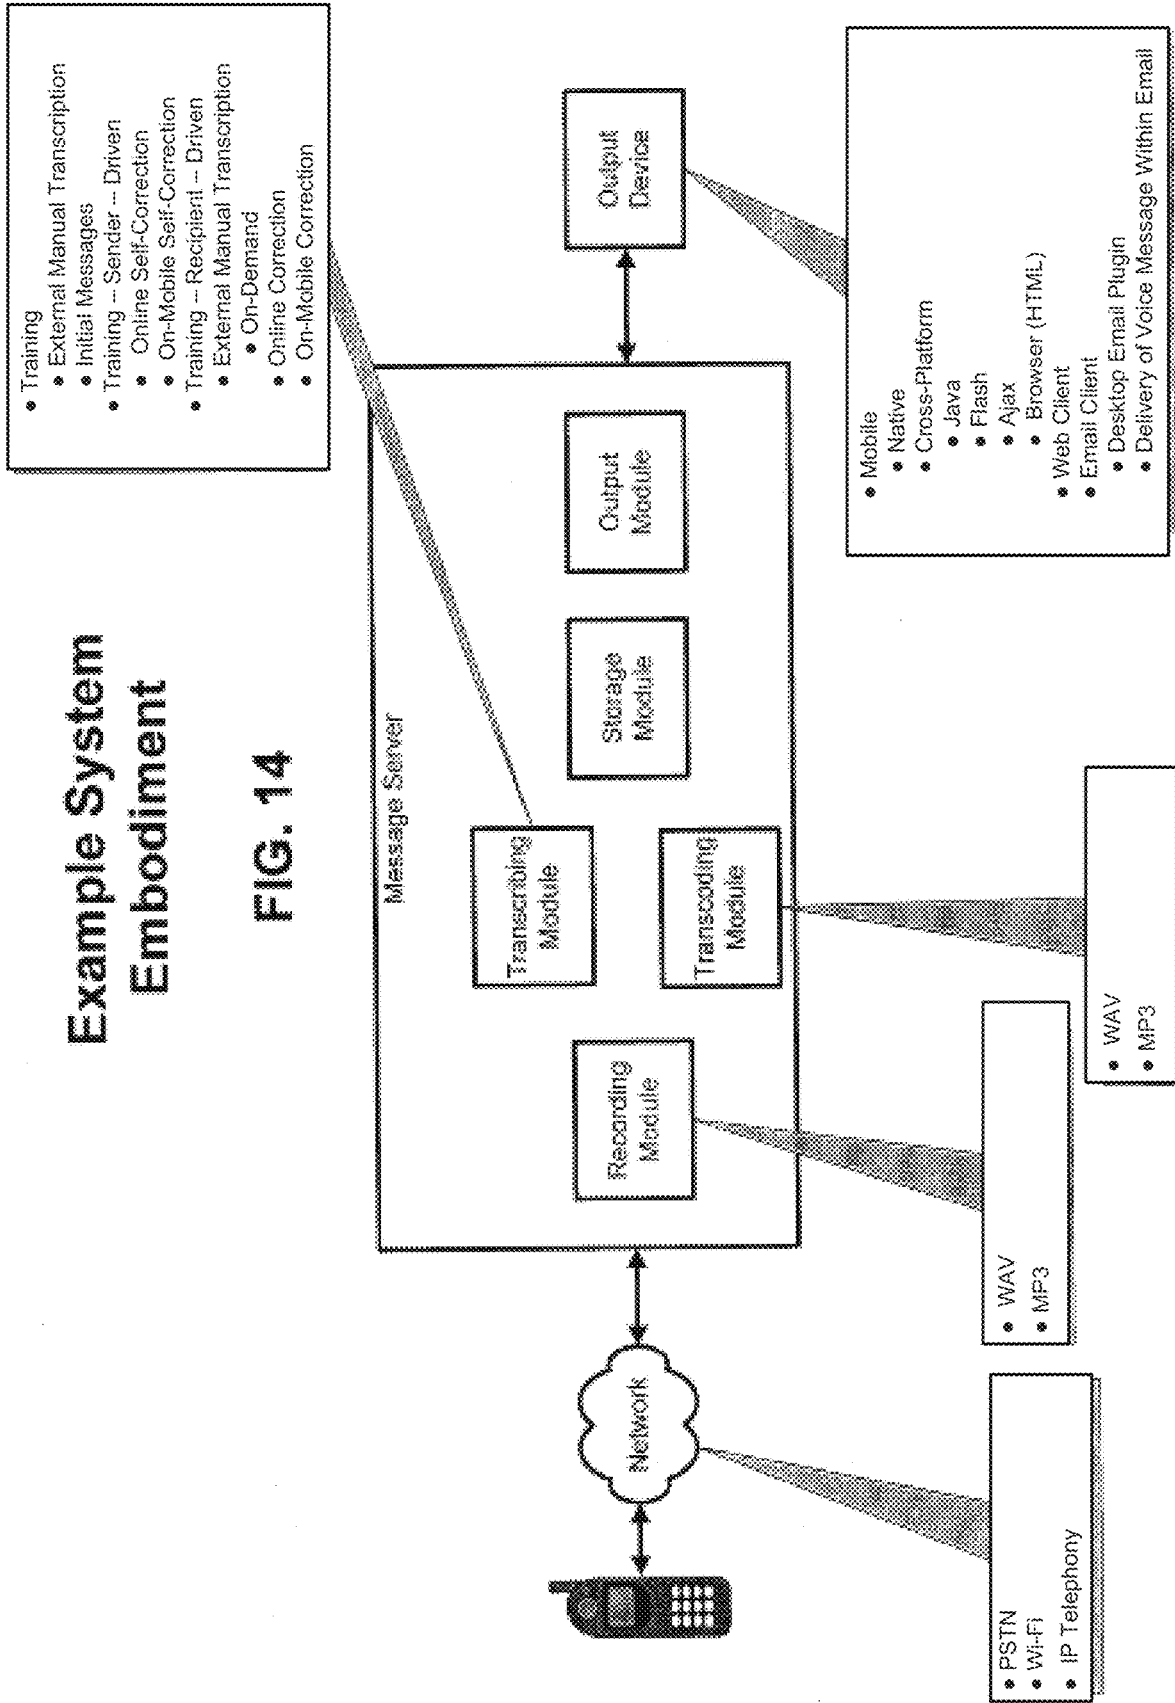 Example System
Embodiment
FIG. 14
• Training
• External Manual Transcription
• Initial Messages
• Training -- Sender -- Driven
• Online Self-Correction
• On-Mobile Self-Correction
• Training -- Recipient -- Driven
• External Manual Transcription
• On-Demand
• Online Correction
• On-Mobile Correction
Message Server
Network
Recording
Module
Transcribing
Module
Transcoding
Module
Storage
Module
Output
Module
Output
Device
• PSTN
• Wi-Fi
• IP Telephony
• WAV
• MP3
• WAV
• MP3
• Mobile
• Native
• Cross-Platform
• Java
• Flash
• Ajax
• Browser (HTML)
• Web Client
• Email Client
• Desktop Email Plugin
• Delivery of Voice Message Within Email